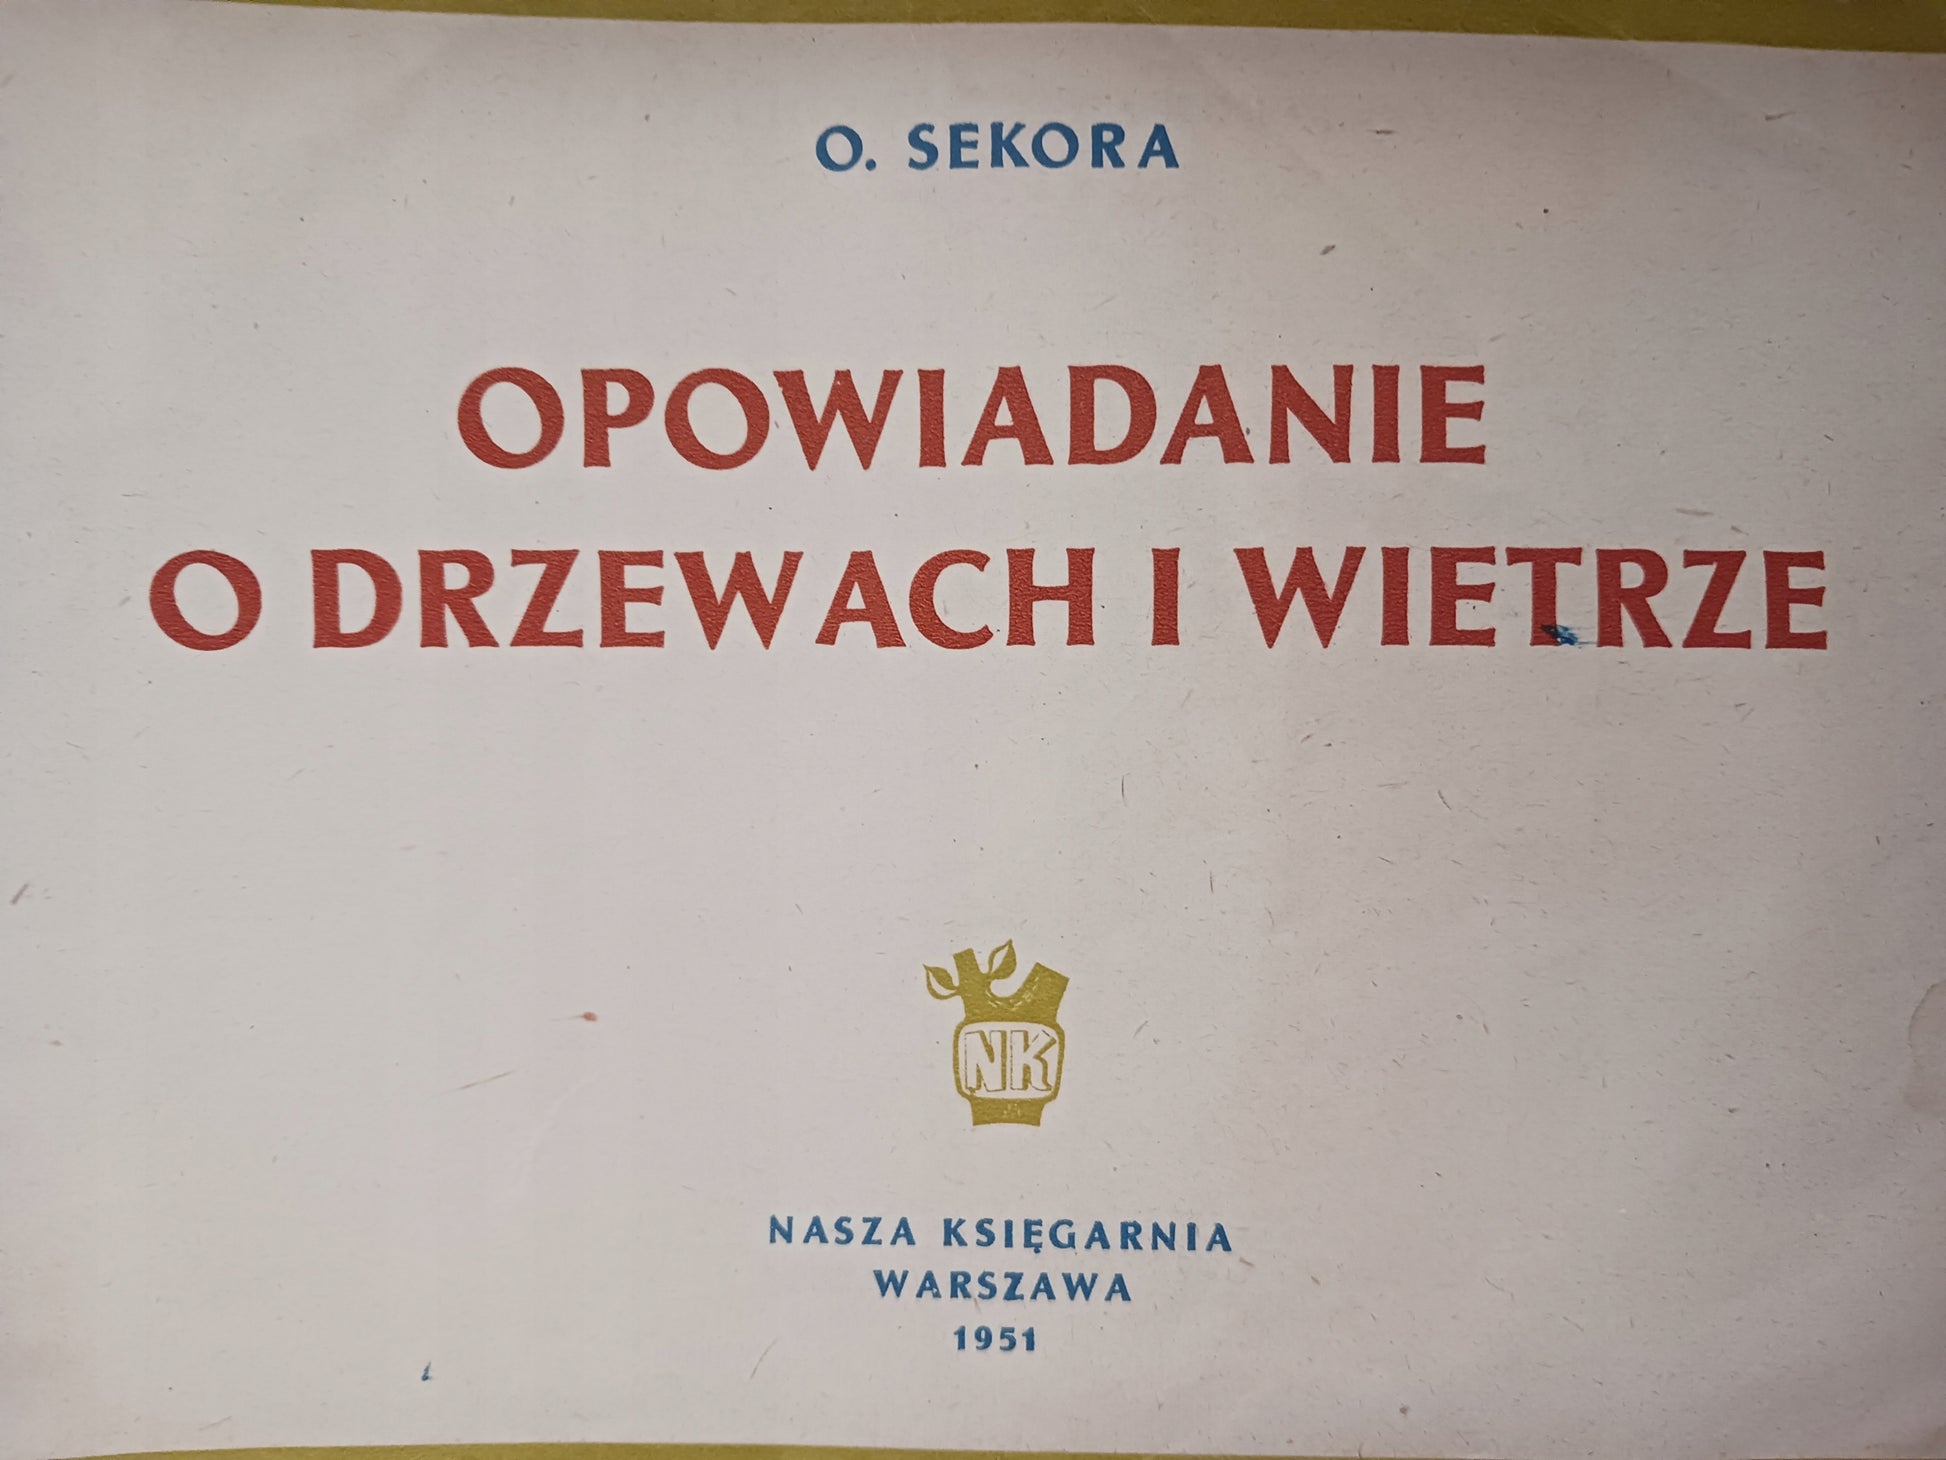 O. SEKORA
OPOWIADANIE
O DRZEWACH I WIETRZE
NK
NASZA KSIĘGARNIA
WARSZAWA
1951